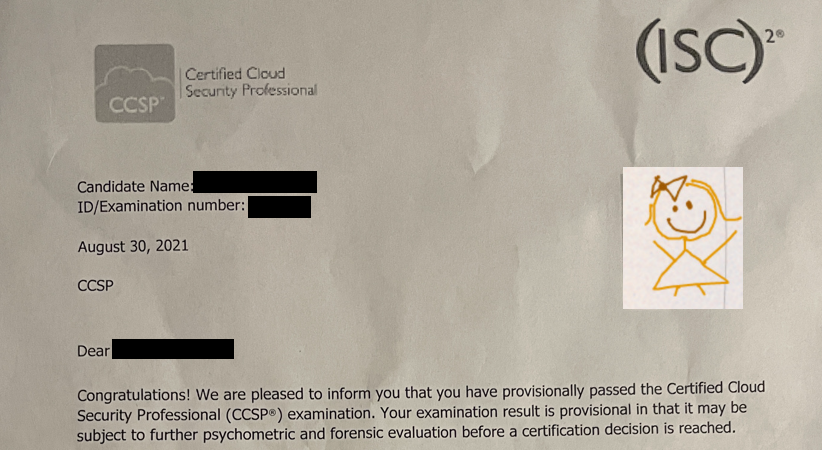 (ISC)²®
CCSP™
Certified Cloud
Security Professional
Candidate Name:
ID/Examination number:
August 30, 2021
CCSP
Dear
Congratulations! We are pleased to inform you that you have provisionally passed the Certified Cloud
Security Professional (CCSP®) examination. Your examination result is provisional in that it may be
subject to further psychometric and forensic evaluation before a certification decision is reached.